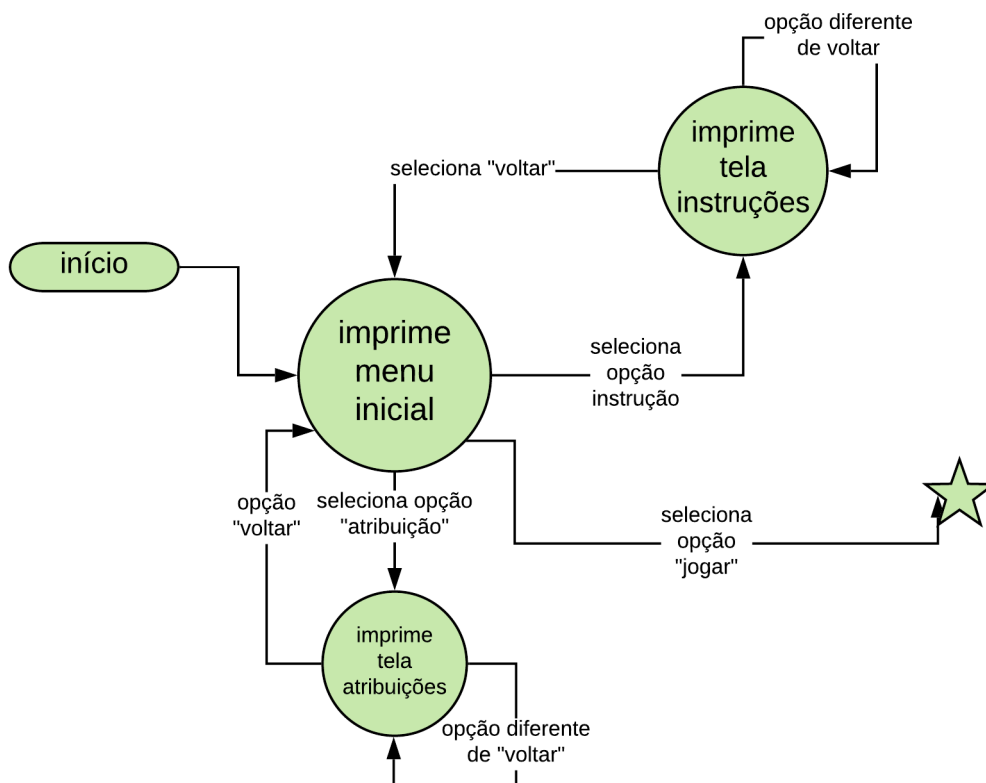 opção diferente
de voltar
imprime
tela
instruções
seleciona "voltar"
início
imprime
menu
inicial
seleciona
opção
instrução
opção
"voltar"
seleciona opção
"atribuição"
seleciona
opção
"jogar"
imprime
tela
atribuições
opção diferente
de "voltar"